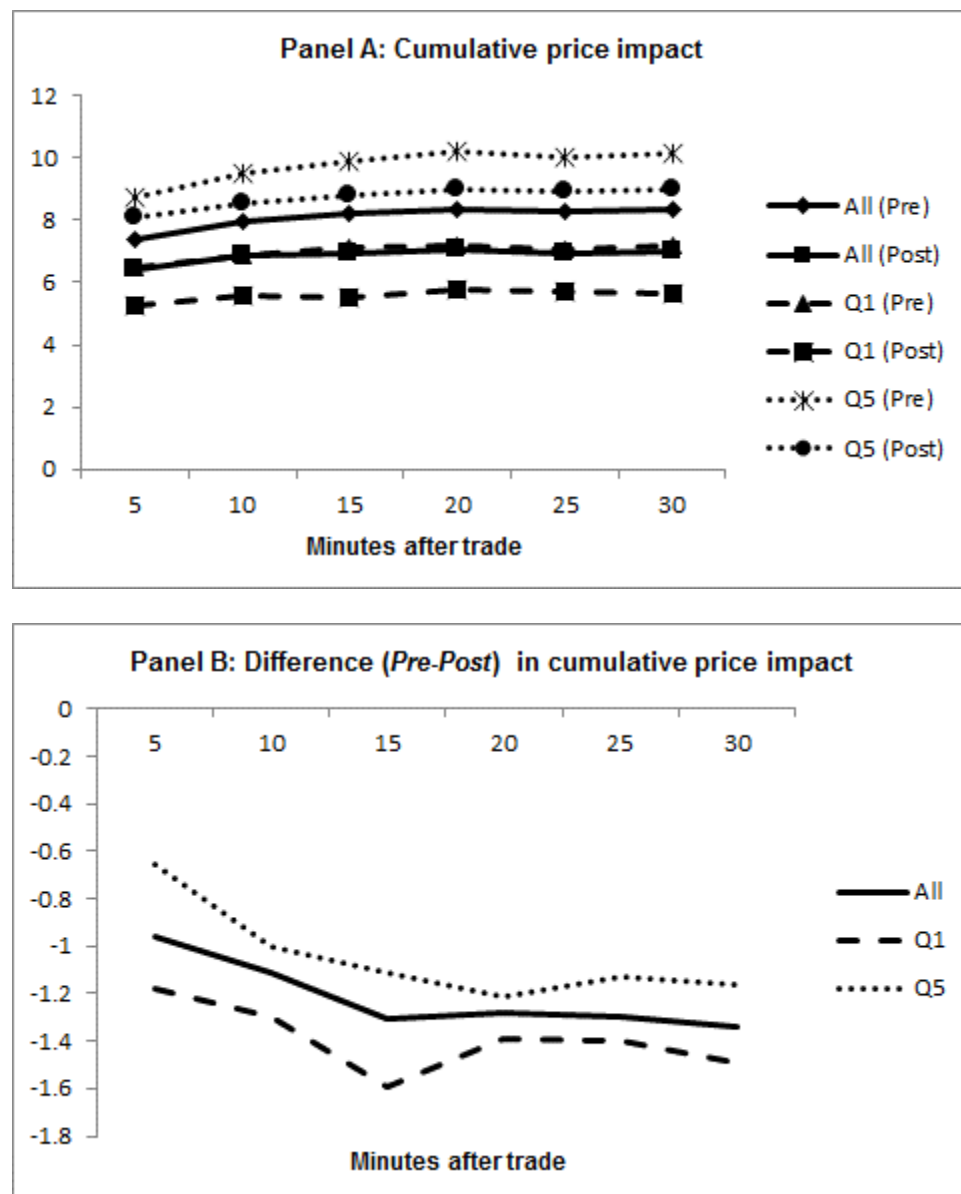 Panel A: Cumulative price impact
12
10
8
6
4
2
0
5 10 15 20 25 30
Minutes after trade
All (Pre)
All (Post)
Q1 (Pre)
Q1 (Post)
Q5 (Pre)
Q5 (Post)
Panel B: Difference (Pre-Post) in cumulative price impact
0
-0.2
-0.4
-0.6
-0.8
-1
-1.2
-1.4
-1.6
-1.8
5 10 15 20 25 30
Minutes after trade
All
Q1
Q5